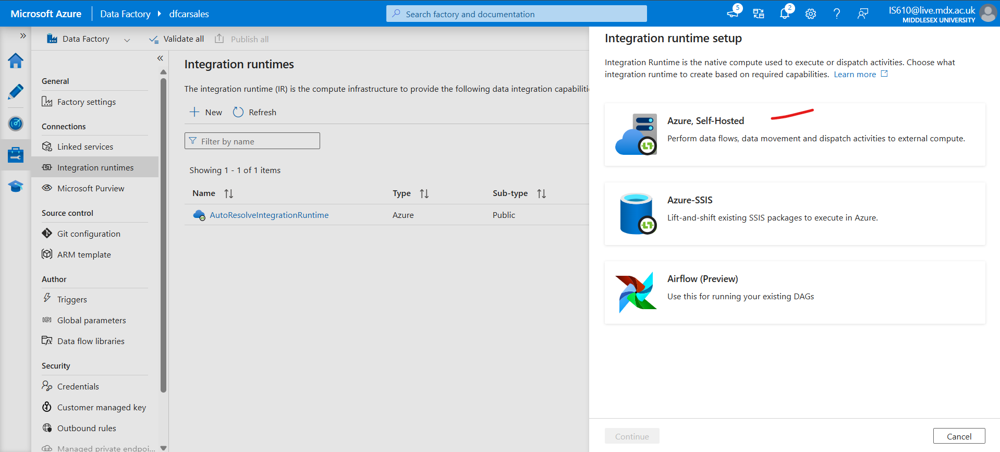 Microsoft Azure
Data Factory
dfcarsales
Search factory and documentation
5
2
?
IS610@live.mdx.ac.uk
MIDDLESEX UNIVERSITY
Data Factory
Validate all
Publish all
General
Factory settings
Connections
Linked services
Integration runtimes
Microsoft Purview
Source control
Git configuration
ARM template
Author
Triggers
Global parameters
Data flow libraries
Security
Credentials
Customer managed key
Outbound rules
Managed private endpoi...
Integration runtimes
The integration runtime (IR) is the compute infrastructure to provide the following data integration capabiliti
New
Refresh
Filter by name
Showing 1 - 1 of 1 items
Name Type Sub-type
AutoResolveIntegrationRuntime Azure Public
Integration runtime setup
Integration Runtime is the native compute used to execute or dispatch activities. Choose what
integration runtime to create based on required capabilities. Learn more
Azure, Self-Hosted
Perform data flows, data movement and dispatch activities to external compute.
Azure-SSIS
Lift-and-shift existing SSIS packages to execute in Azure.
Airflow (Preview)
Use this for running your existing DAGs
Continue
Cancel